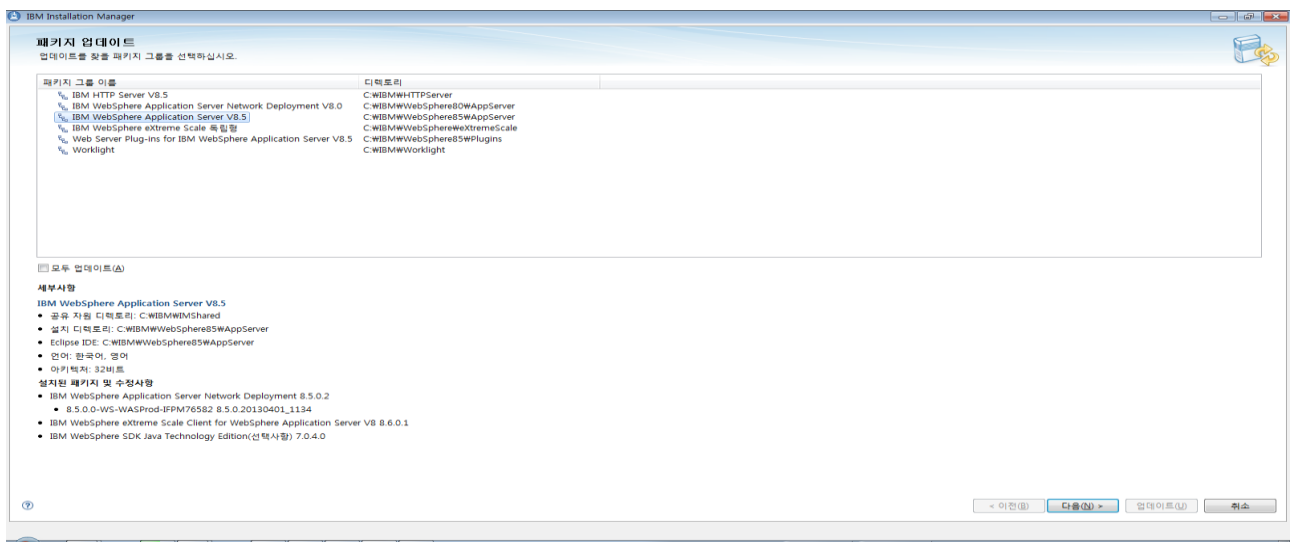 IBM Installation Manager
패키지 업데이트
업데이트를 찾을 패키지 그룹을 선택하십시오.
패키지 그룹 이름 디렉토리
IBM HTTP Server V8.5 C:₩IBM₩HTTPServer
IBM WebSphere Application Server Network Deployment V8.0 C:₩IBM₩WebSphere80₩AppServer
IBM WebSphere Application Server V8.5 C:₩IBM₩WebSphere85₩AppServer
IBM WebSphere eXtreme Scale 독립형 C:₩IBM₩WebSphere₩eXtremeScale
Web Server Plug-ins for IBM WebSphere Application Server V8.5 C:₩IBM₩WebSphere85₩Plugins
Worklight C:₩IBM₩Worklight
모두 업데이트(A)
세부사항
IBM WebSphere Application Server V8.5
• 공유 자원 디렉토리: C:₩IBM₩IMShared
• 설치 디렉토리: C:₩IBM₩WebSphere85₩AppServer
• Eclipse IDE: C:₩IBM₩WebSphere85₩AppServer
• 언어: 한국어, 영어
• 아키텍처: 32비트
설치된 패키지 및 수정사항
• IBM WebSphere Application Server Network Deployment 8.5.0.2
• 8.5.0.0-WS-WASProd-IFPM76582 8.5.0.20130401_1134
• IBM WebSphere eXtreme Scale Client for WebSphere Application Server V8 8.6.0.1
• IBM WebSphere SDK Java Technology Edition(선택사항) 7.0.4.0
< 이전(B) 다음(N) > 업데이트(U) 취소